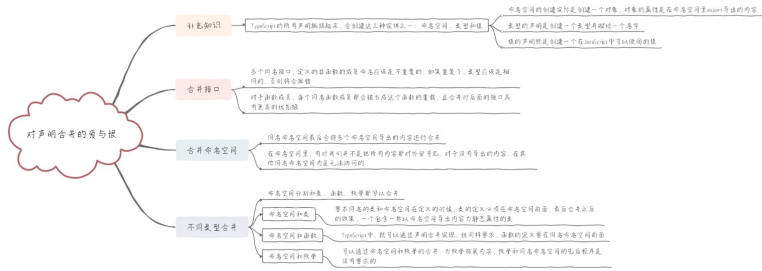 对声明合并的爱与恨
补充知识
TypeScript的所有声明概括起来，会创建这三种实体之一：命名空间、类型和值
命名空间的创建实际是创建一个对象，对象的属性是在命名空间里export导出的内容
类型的声明是创建一个类型并赋给一个名字
值的声明就是创建一个在JavaScript中可以使用的值
合并接口
多个同名接口，定义的非函数的成员命名应该是不重复的，如果重复了，类型应该是相
同的，否则将会报错
对于函数成员，每个同名函数成员都会被当成这个函数的重载，且合并时后面的接口具
有更高的优先级
合并命名空间
同名命名空间最后会将多个命名空间导出的内容进行合并
在命名空间里，有时我们并不是把所有内容都对外部可见，对于没有导出的内容，在其
他同名命名空间内是无法访问的
不同类型合并
命名空间分别和类、函数、枚举都可以合并
命名空间和类
要求同名的类和命名空间在定义的时候，类的定义必须在命名空间前面，最后合并之后
的效果，一个包含一些以命名空间导出内容为静态属性的类
命名空间和函数
TypeScript中，就可以通过声明合并实现，但同样要求，函数的定义要在同名命名空间前面
命名空间和枚举
可以通过命名空间和枚举的合并，为枚举拓展内容，枚举和同名命名空间的先后顺序是
没有要求的